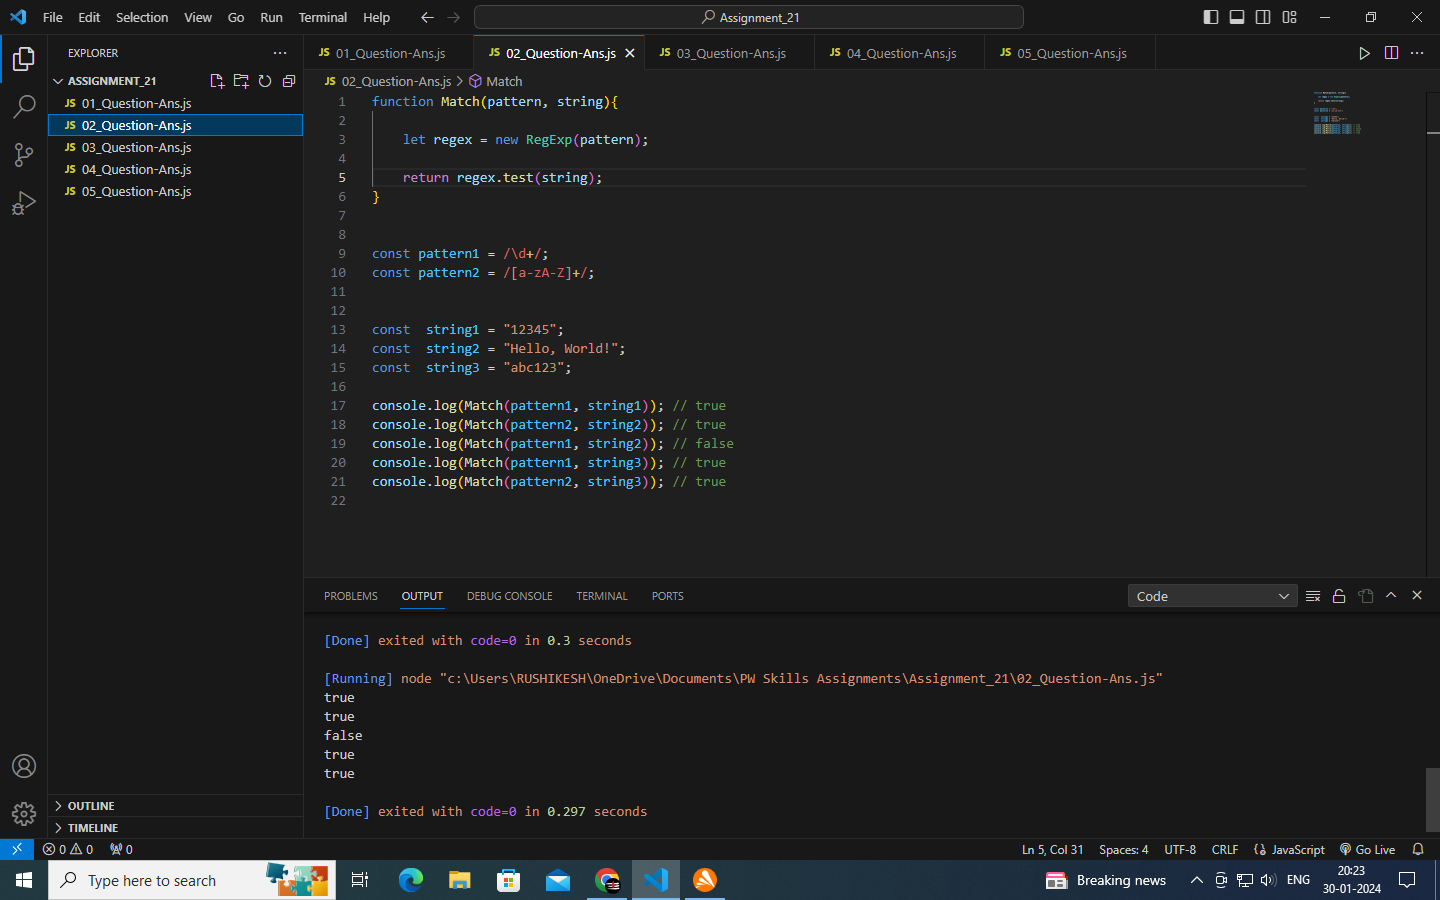 File Edit Selection View Go Run Terminal Help
Assignment_21
EXPLORER
ASSIGNMENT_21
JS 01_Question-Ans.js
JS 02_Question-Ans.js
JS 03_Question-Ans.js
JS 04_Question-Ans.js
JS 05_Question-Ans.js
OUTLINE
TIMELINE
JS 01_Question-Ans.js JS 02_Question-Ans.js JS 03_Question-Ans.js JS 04_Question-Ans.js JS 05_Question-Ans.js
JS 02_Question-Ans.js > Match
1 function Match(pattern, string){
2
3 let regex = new RegExp(pattern);
4
5 return regex.test(string);
6 }
7
8
9 const pattern1 = /\d+/;
10 const pattern2 = /[a-zA-Z]+/;
11
12
13 const  string1 = "12345";
14 const  string2 = "Hello, World!";
15 const  string3 = "abc123";
16
17 console.log(Match(pattern1, string1)); // true
18 console.log(Match(pattern2, string2)); // true
19 console.log(Match(pattern1, string2)); // false
20 console.log(Match(pattern1, string3)); // true
21 console.log(Match(pattern2, string3)); // true
22
PROBLEMS OUTPUT DEBUG CONSOLE TERMINAL PORTS Code
[Done] exited with code=0 in 0.3 seconds
[Running] node "c:\Users\RUSHIKESH\OneDrive\Documents\PW Skills Assignments\Assignment_21\02_Question-Ans.js"
true
true
false
true
true
[Done] exited with code=0 in 0.297 seconds
0 0 0 Ln 5, Col 31 Spaces: 4 UTF-8 CRLF JavaScript Go Live
Type here to search Breaking news ENG 20:23
30-01-2024